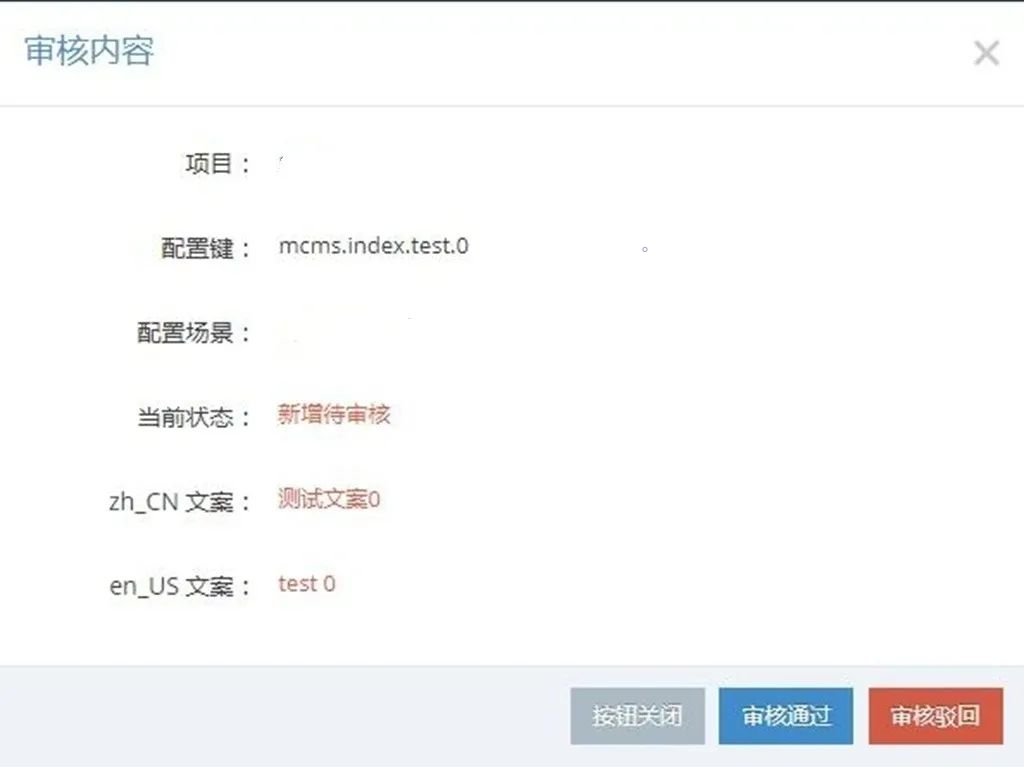 审核内容
项目：
配置键： mcms.index.test.0
配置场景：
当前状态： 新增待审核
zh_CN 文案： 测试文案0
en_US 文案： test 0
按钮关闭 审核通过 审核驳回